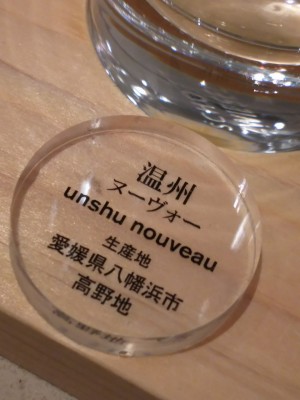 温州
ヌーヴォー
unshu nouveau
生産地
愛媛県八幡浜市
高野地